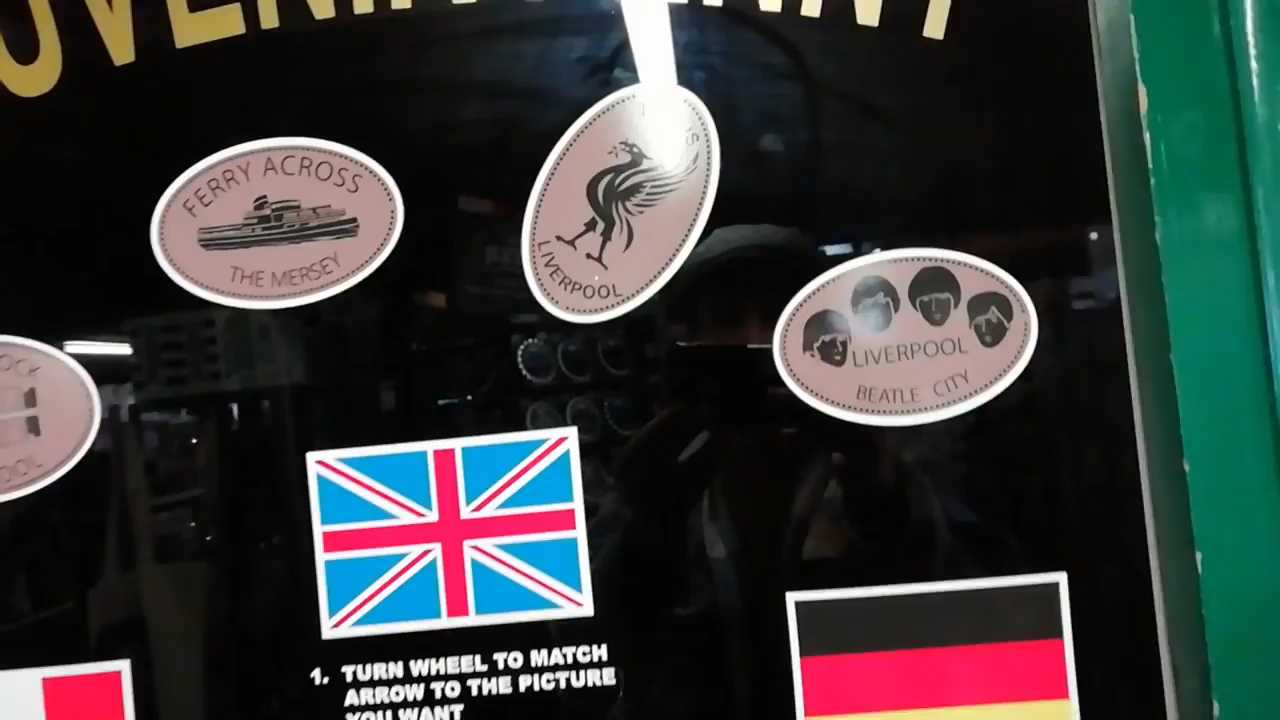 FERRY ACROSS
THE MERSEY
LIVERPOOL
LIVERPOOL
BEATLE CITY
1. TURN WHEEL TO MATCH
ARROW TO THE PICTURE
YOU WANT